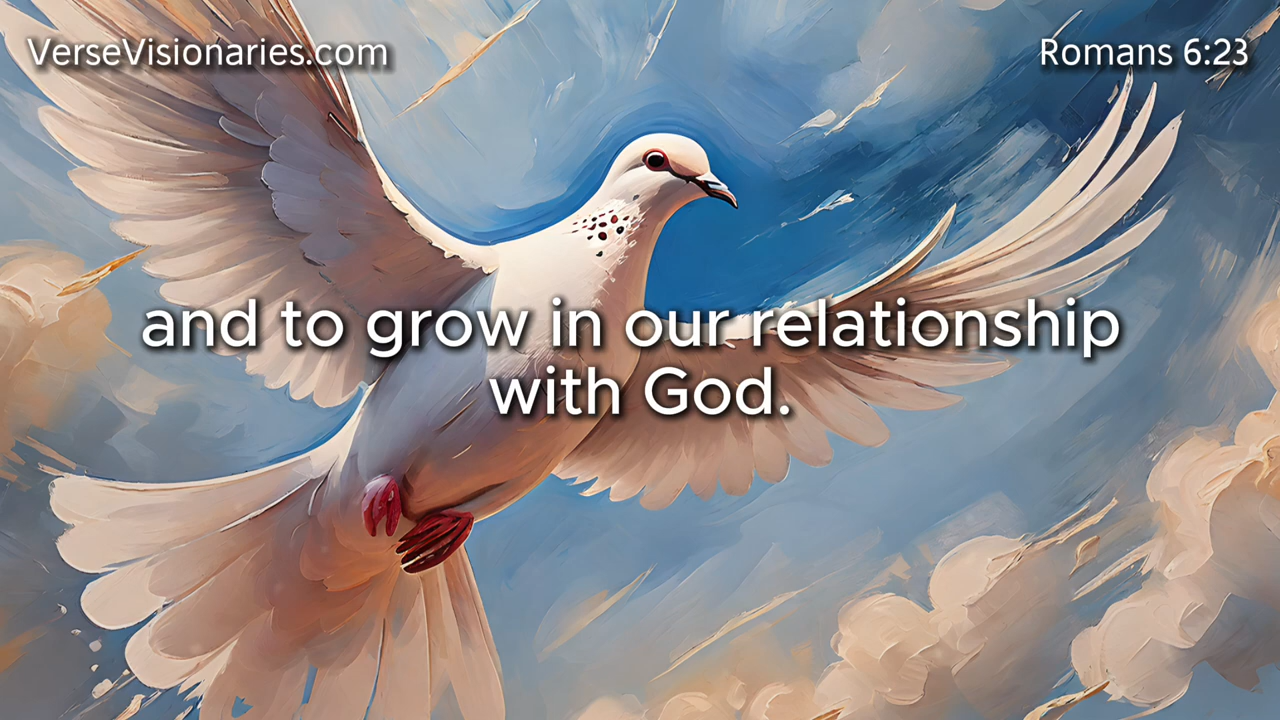 VerseVisionaries.com
Romans 6:23
and to grow in our relationship
with God.